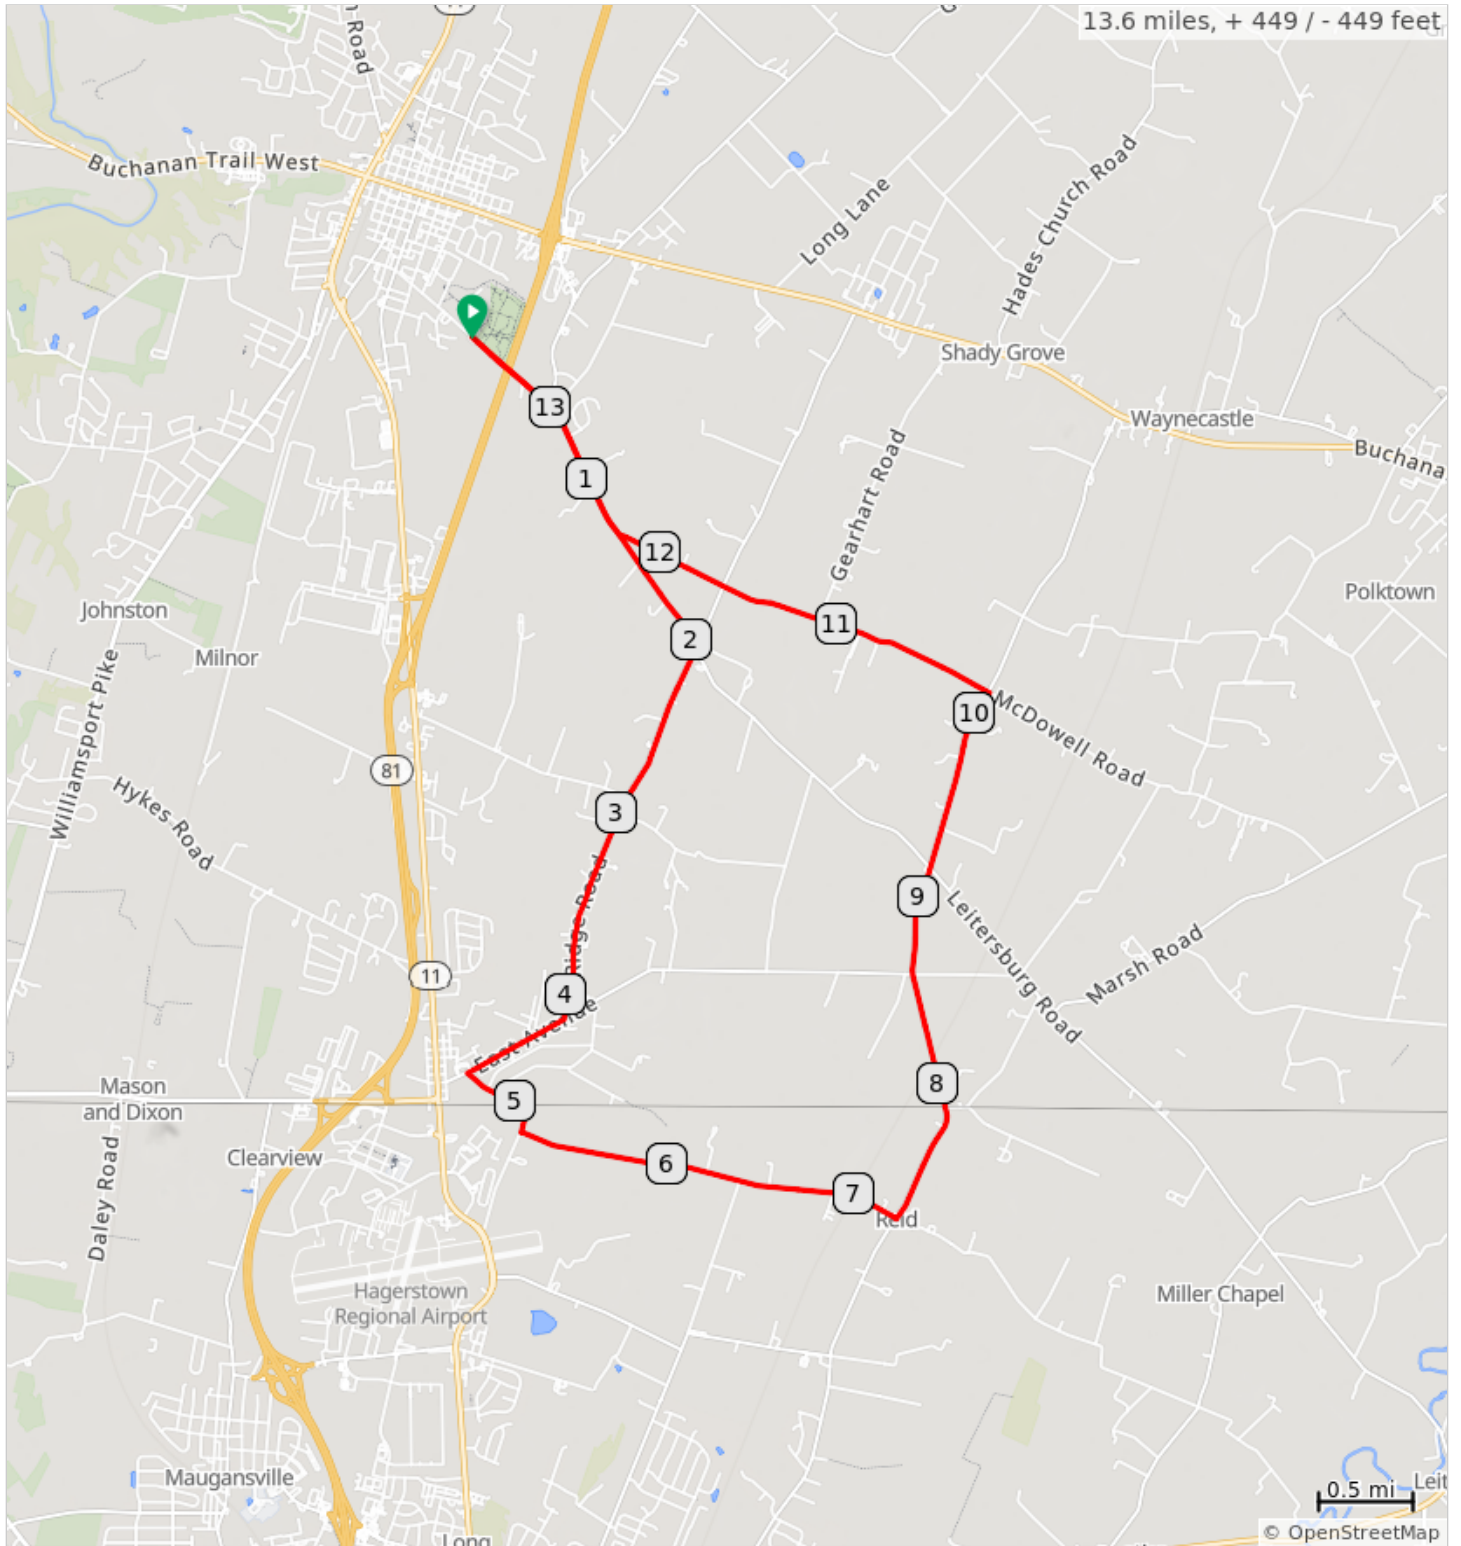 13.6 miles, + 449 / - 449 feet
Road
Buchanan Trail West
Long Lane
Hades Church Road
Shady Grove
Waynecastle
Buchana
13
1
Gearhart Road
12
11
Polktown
Johnston
2
Milnor
Williamsport Pike
10
McDowell Road
81
Hykes Road
3
Ridge Road
9
Leitersburg Road
Marsh Road
11
4
East Avenue
8
Mason
and Dixon
5
Daley Road
Clearview
6
7
Reid
Hagerstown
Regional Airport
Miller Chapel
Maugansville
0.5 mi
Leit
Long
© OpenStreetMap